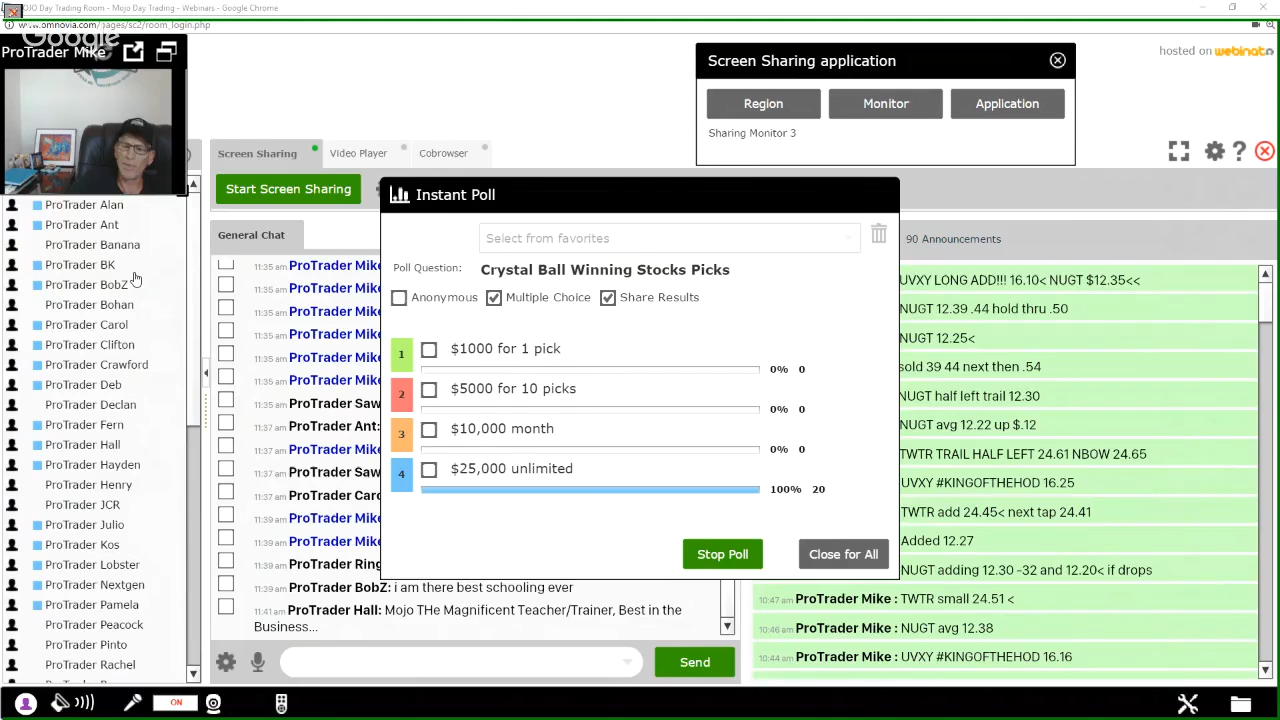 MOJO Day Trading Room - Mojo Day Trading - Webinars - Google Chrome
www.omnovia.com/pages/sc2/room_login.php
Google
ProTrader Mike
hosted on webinato
Screen Sharing application
Region
Monitor
Application
Sharing Monitor 3
Screen Sharing
Video Player
Cobrowser
Start Screen Sharing
ProTrader Alan
ProTrader Ant
ProTrader Banana
ProTrader BK
ProTrader BobZ
ProTrader Bohan
ProTrader Carol
ProTrader Clifton
ProTrader Crawford
ProTrader Deb
ProTrader Declan
ProTrader Fern
ProTrader Hall
ProTrader Hayden
ProTrader Henry
ProTrader JCR
ProTrader Julio
ProTrader Kos
ProTrader Lobster
ProTrader Nextgen
ProTrader Pamela
ProTrader Peacock
ProTrader Pinto
ProTrader Rachel
General Chat
11:35 am ProTrader Mike
11:35 am ProTrader Mike
11:35 am ProTrader Mike
11:35 am ProTrader Mike
11:35 am ProTrader Mike
11:35 am ProTrader Mike
11:35 am ProTrader Saw
11:37 am ProTrader Ant:
11:37 am ProTrader Mike
11:37 am ProTrader Saw
11:37 am ProTrader Carol
11:39 am ProTrader Mike
11:39 am ProTrader Mike
11:39 am ProTrader Ring
11:39 am ProTrader BobZ: i am there best schooling ever
11:41 am ProTrader Hall: Mojo THe Magnificent Teacher/Trainer, Best in the
Business...
Send
Instant Poll
Select from favorites
Poll Question: Crystal Ball Winning Stocks Picks
Anonymous Multiple Choice Share Results
1 $1000 for 1 pick
0% 0
2 $5000 for 10 picks
0% 0
3 $10,000 month
0% 0
4 $25,000 unlimited
100% 20
Stop Poll
Close for All
90 Announcements
UVXY LONG ADD!!! 16.10< NUGT $12.35<<
NUGT 12.39 .44 hold thru .50
NUGT 12.25<
sold 39 44 next then .54
NUGT half left trail 12.30
NUGT avg 12.22 up $.12
TWTR TRAIL HALF LEFT 24.61 NBOW 24.65
UVXY #KINGOFTHEHOD 16.25
TWTR add 24.45< next tap 24.41
Added 12.27
NUGT adding 12.30 -32 and 12.20< if drops
10:47 am ProTrader Mike : TWTR small 24.51 <
10:46 am ProTrader Mike : NUGT avg 12.38
10:44 am ProTrader Mike : UVXY #KINGOFTHEHOD 16.16
ON